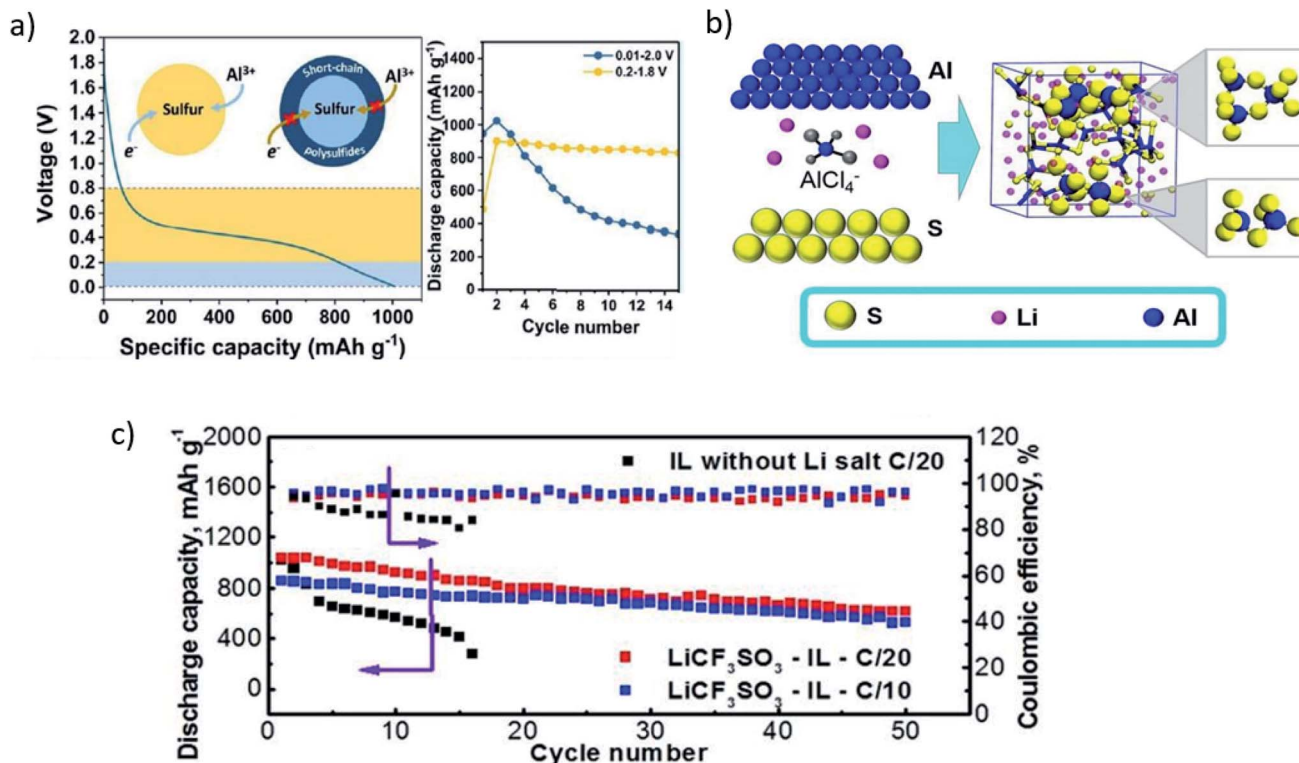 a)
Voltage (V)
2.0
1.8
1.6
1.4
1.2
1.0
0.8
0.6
0.4
0.2
0.0
0 200 400 600 800 1000
Specific capacity (mAh g⁻¹)
Al³⁺
Sulfur
e⁻
Short-chain
Al³⁺
Sulfur
e⁻
polysulfides
Discharge capacity (mAh g⁻¹)
1400
1200
1000
800
600
400
200
0
0.01-2.0 V
0.2-1.8 V
2 4 6 8 10 12 14
Cycle number
b)
Al
AlCl₄⁻
S
S Li Al
c)
Discharge capacity, mAh g⁻¹
2000
1600
1200
800
400
0
IL without Li salt C/20
LiCF₃SO₃ - IL - C/20
LiCF₃SO₃ - IL - C/10
120
100
80
60
40
20
0
Coulombic efficiency, %
0 10 20 30 40 50
Cycle number